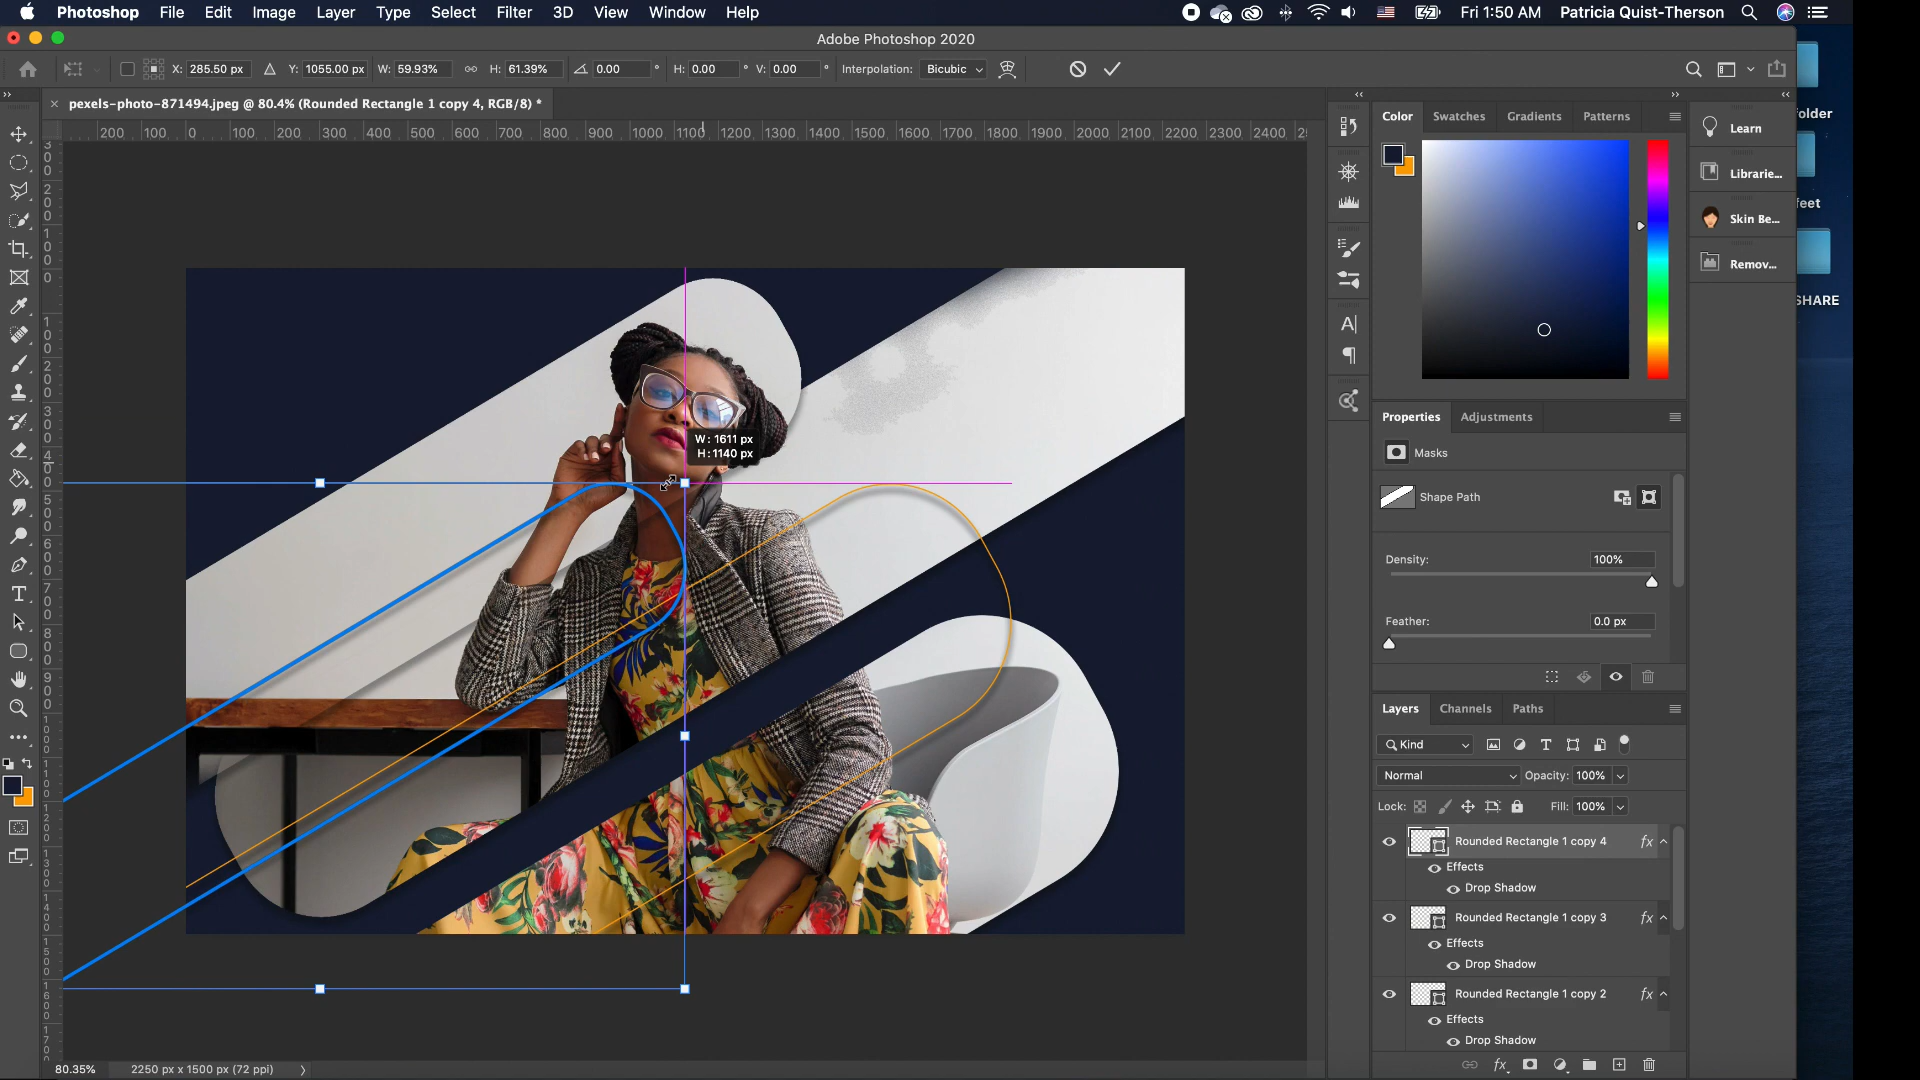 Photoshop File Edit Image Layer Type Select Filter 3D View Window Help
Fri 1:50 AM Patricia Quist-Therson
Adobe Photoshop 2020
X: 285.50 px Y: 1055.00 px W: 59.93% H: 61.39% 0.00 ° H: 0.00 ° V: 0.00 ° Interpolation: Bicubic
pexels-photo-871494.jpeg @ 80.4% (Rounded Rectangle 1 copy 4, RGB/8) *
200 100 0 100 200 300 400 500 600 700 800 900 1000 1100 1200 1300 1400 1500 1600 1700 1800 1900 2000 2100 2200 2300 2400
Color Swatches Gradients Patterns
Learn
Librarie...
Skin Be...
Remov...
older
feet
SHARE
W: 1611 px
H: 1140 px
Properties Adjustments
Masks
Shape Path
Density: 100%
Feather: 0.0 px
Layers Channels Paths
Kind
Normal Opacity: 100%
Lock: Fill: 100%
Rounded Rectangle 1 copy 4 fx
Effects
Drop Shadow
Rounded Rectangle 1 copy 3 fx
Effects
Drop Shadow
Rounded Rectangle 1 copy 2 fx
Effects
Drop Shadow
fx
80.35% 2250 px x 1500 px (72 ppi)